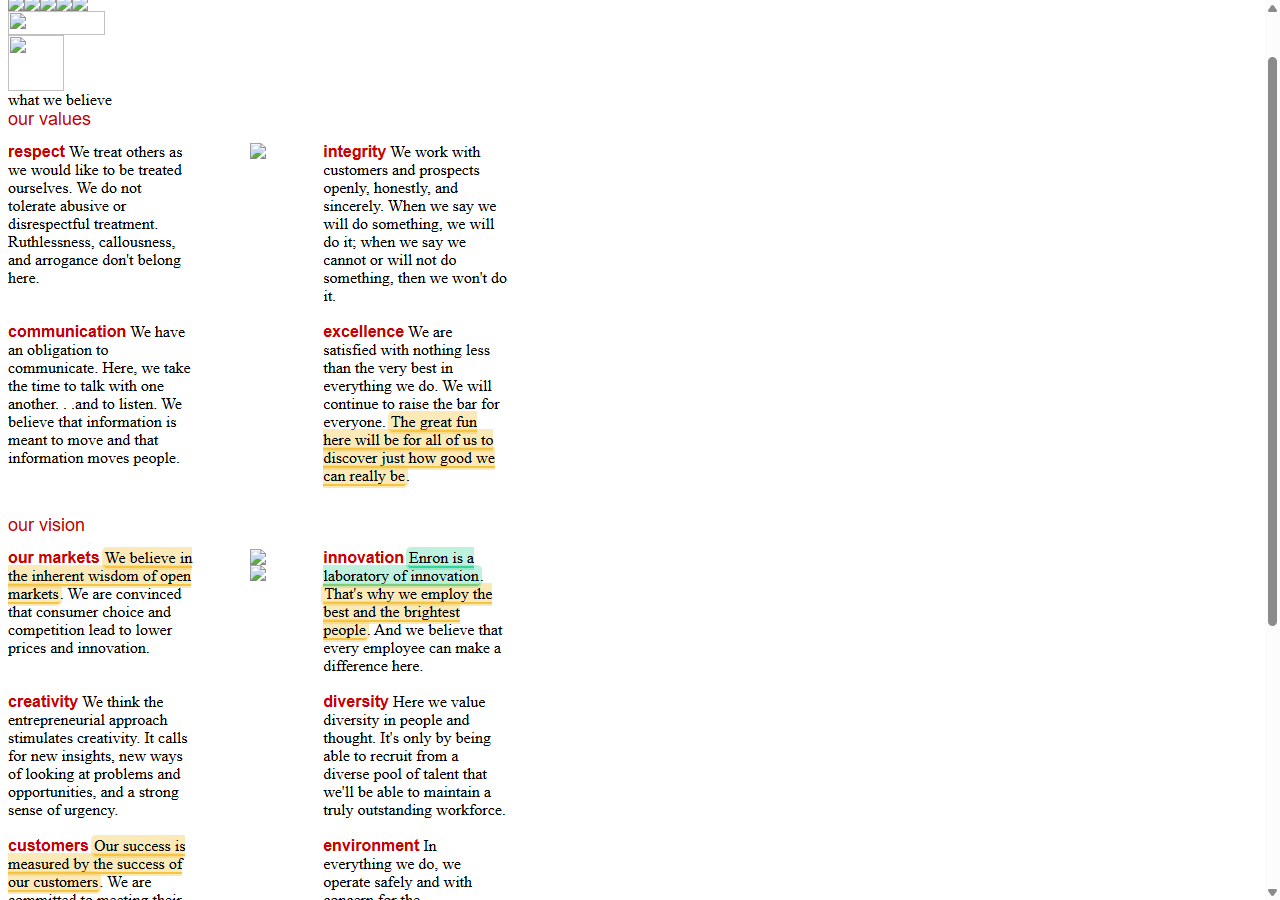 what we believe
our values
respect We treat others as
we would like to be treated
ourselves. We do not
tolerate abusive or
disrespectful treatment.
Ruthlessness, callousness,
and arrogance don't belong
here.
integrity We work with
customers and prospects
openly, honestly, and
sincerely. When we say we
will do something, we will
do it; when we say we
cannot or will not do
something, then we won't do
it.
communication We have
an obligation to
communicate. Here, we take
the time to talk with one
another. . .and to listen. We
believe that information is
meant to move and that
information moves people.
excellence We are
satisfied with nothing less
than the very best in
everything we do. We will
continue to raise the bar for
everyone. The great fun
here will be for all of us to
discover just how good we
can really be.
our vision
our markets We believe in
the inherent wisdom of open
markets. We are convinced
that consumer choice and
competition lead to lower
prices and innovation.
innovation Enron is a
laboratory of innovation.
That's why we employ the
best and the brightest
people. And we believe that
every employee can make a
difference here.
creativity We think the
entrepreneurial approach
stimulates creativity. It calls
for new insights, new ways
of looking at problems and
opportunities, and a strong
sense of urgency.
diversity Here we value
diversity in people and
thought. It's only by being
able to recruit from a
diverse pool of talent that
we'll be able to maintain a
truly outstanding workforce.
customers Our success is
measured by the success of
our customers. We are
committed to meeting their
environment In
everything we do, we
operate safely and with
concern for the